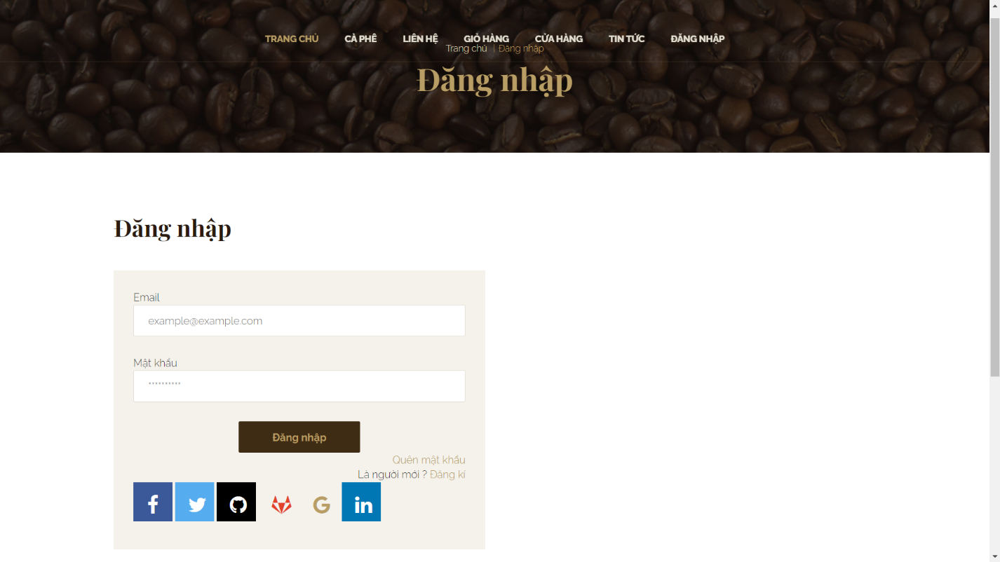 TRANG CHỦ CÀ PHÊ LIÊN HỆ GIỎ HÀNG CỬA HÀNG TIN TỨC ĐĂNG NHẬP
Trang chủ | Đăng nhập
Đăng nhập
Đăng nhập
Email
example@example.com
Mật khẩu
**********
Đăng nhập
Quên mật khẩu
Là người mới ? Đăng kí